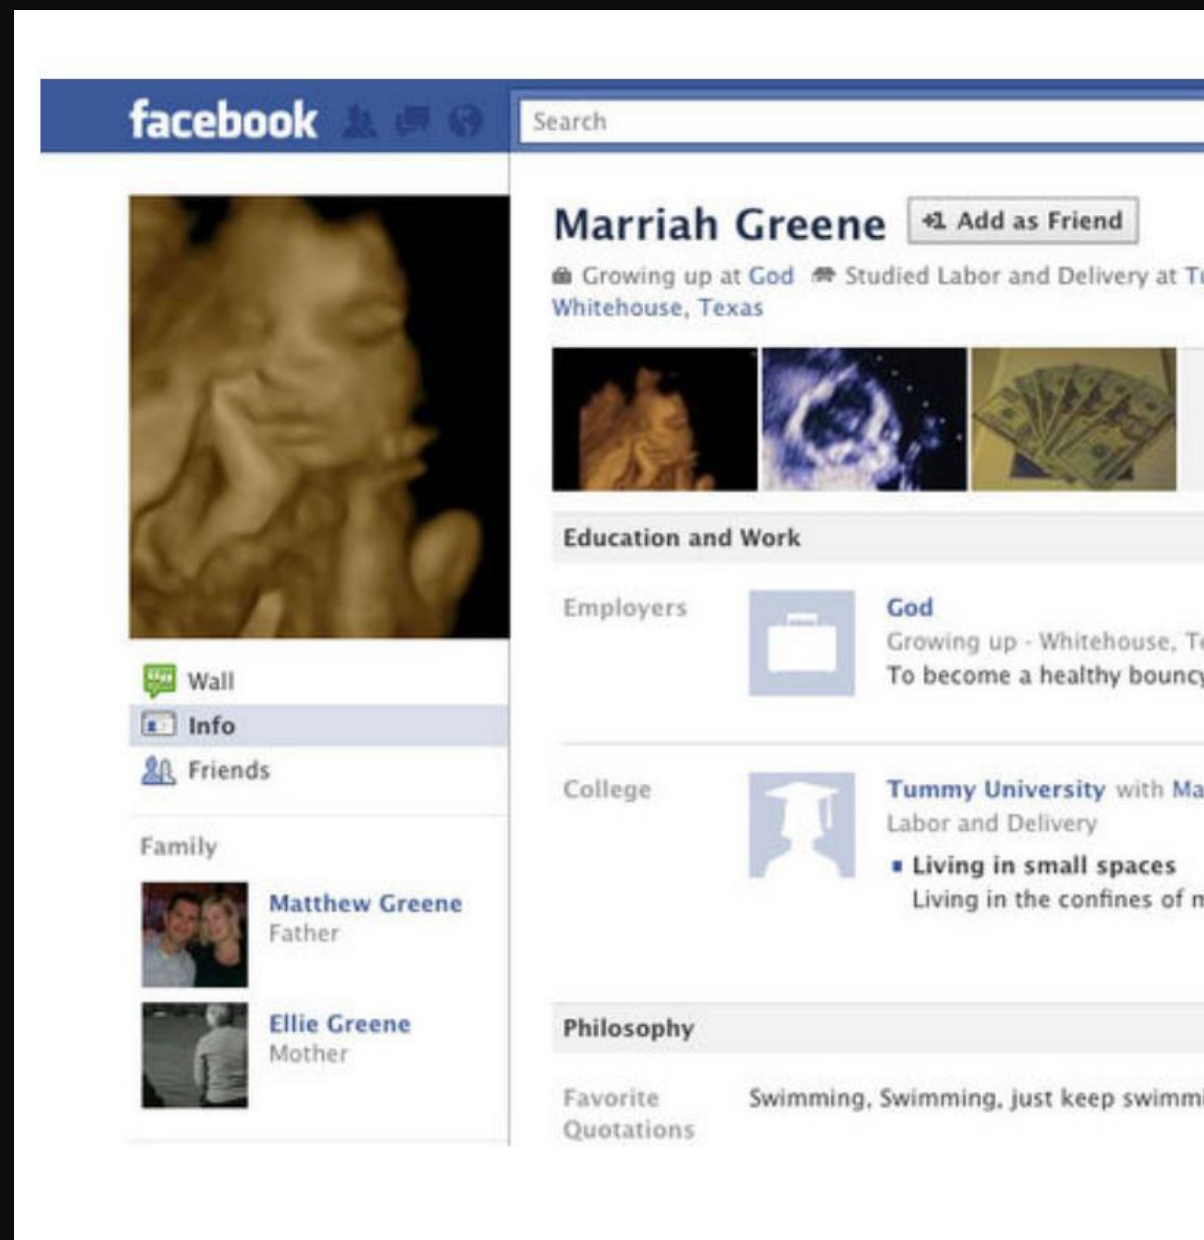 facebook
Search
Marriah Greene +1 Add as Friend
Growing up at God Studied Labor and Delivery at
Whitehouse, Texas
Education and Work
Employers
God
Growing up - Whitehouse,
To become a healthy bouncy
Wall
Info
Friends
College
Tummy University with
Labor and Delivery
Living in small spaces
Living in the confines of
Family
Matthew Greene
Father
Ellie Greene
Mother
Philosophy
Favorite
Quotations
Swimming, Swimming, just keep